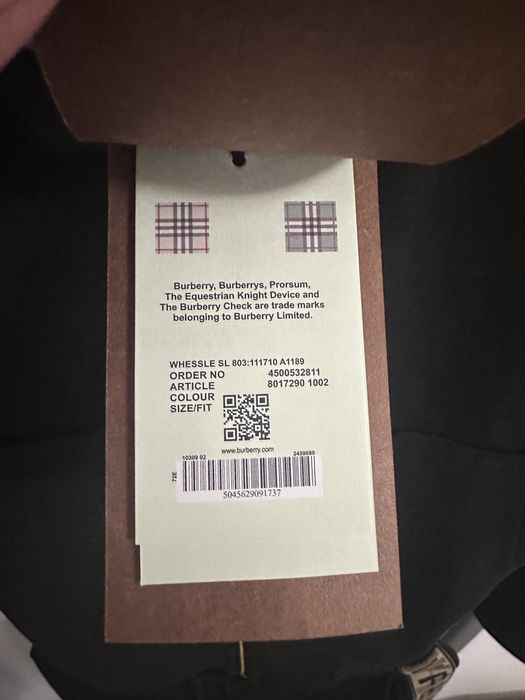 Burberry, Burberrys, Prorsum,
The Equestrian Knight Device and
The Burberry Check are trade marks
belonging to Burberry Limited.
WHESSLE SL 803:111710 A1189
ORDER NO 4500532811
ARTICLE 8017290 1002
COLOUR
SIZE/FIT
www.burberry.com
10309 02 2459689
72E
5045629091737